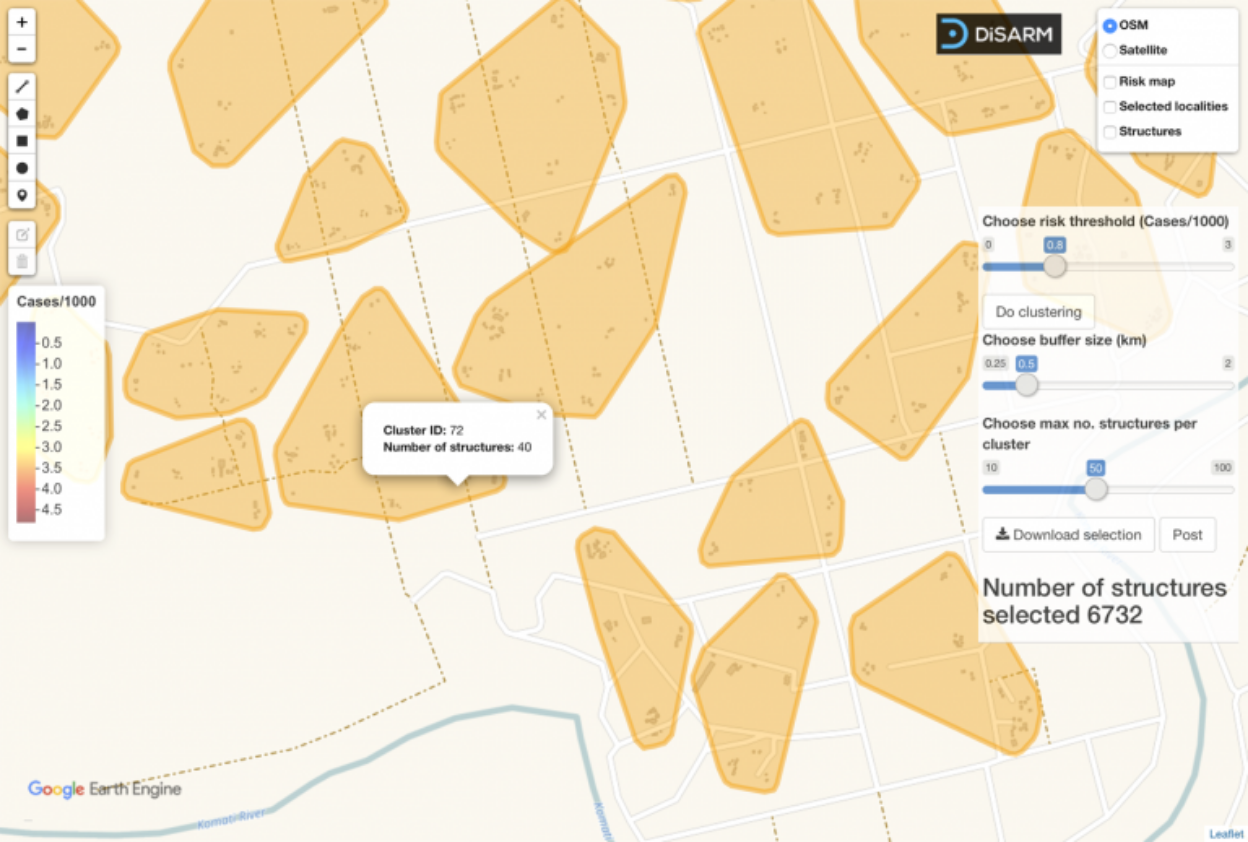 +
−
DiSARM
OSM
Satellite
Risk map
Selected localities
Structures
Choose risk threshold (Cases/1000)
0
0.8
3
Do clustering
Choose buffer size (km)
0.25
0.5
2
Choose max no. structures per
cluster
10
50
100
Download selection
Post
Number of structures
selected 6732
Cases/1000
0.5
1.0
1.5
2.0
2.5
3.0
3.5
4.0
4.5
×
Cluster ID: 72
Number of structures: 40
Google Earth Engine
Komati River
Komati
Leaflet